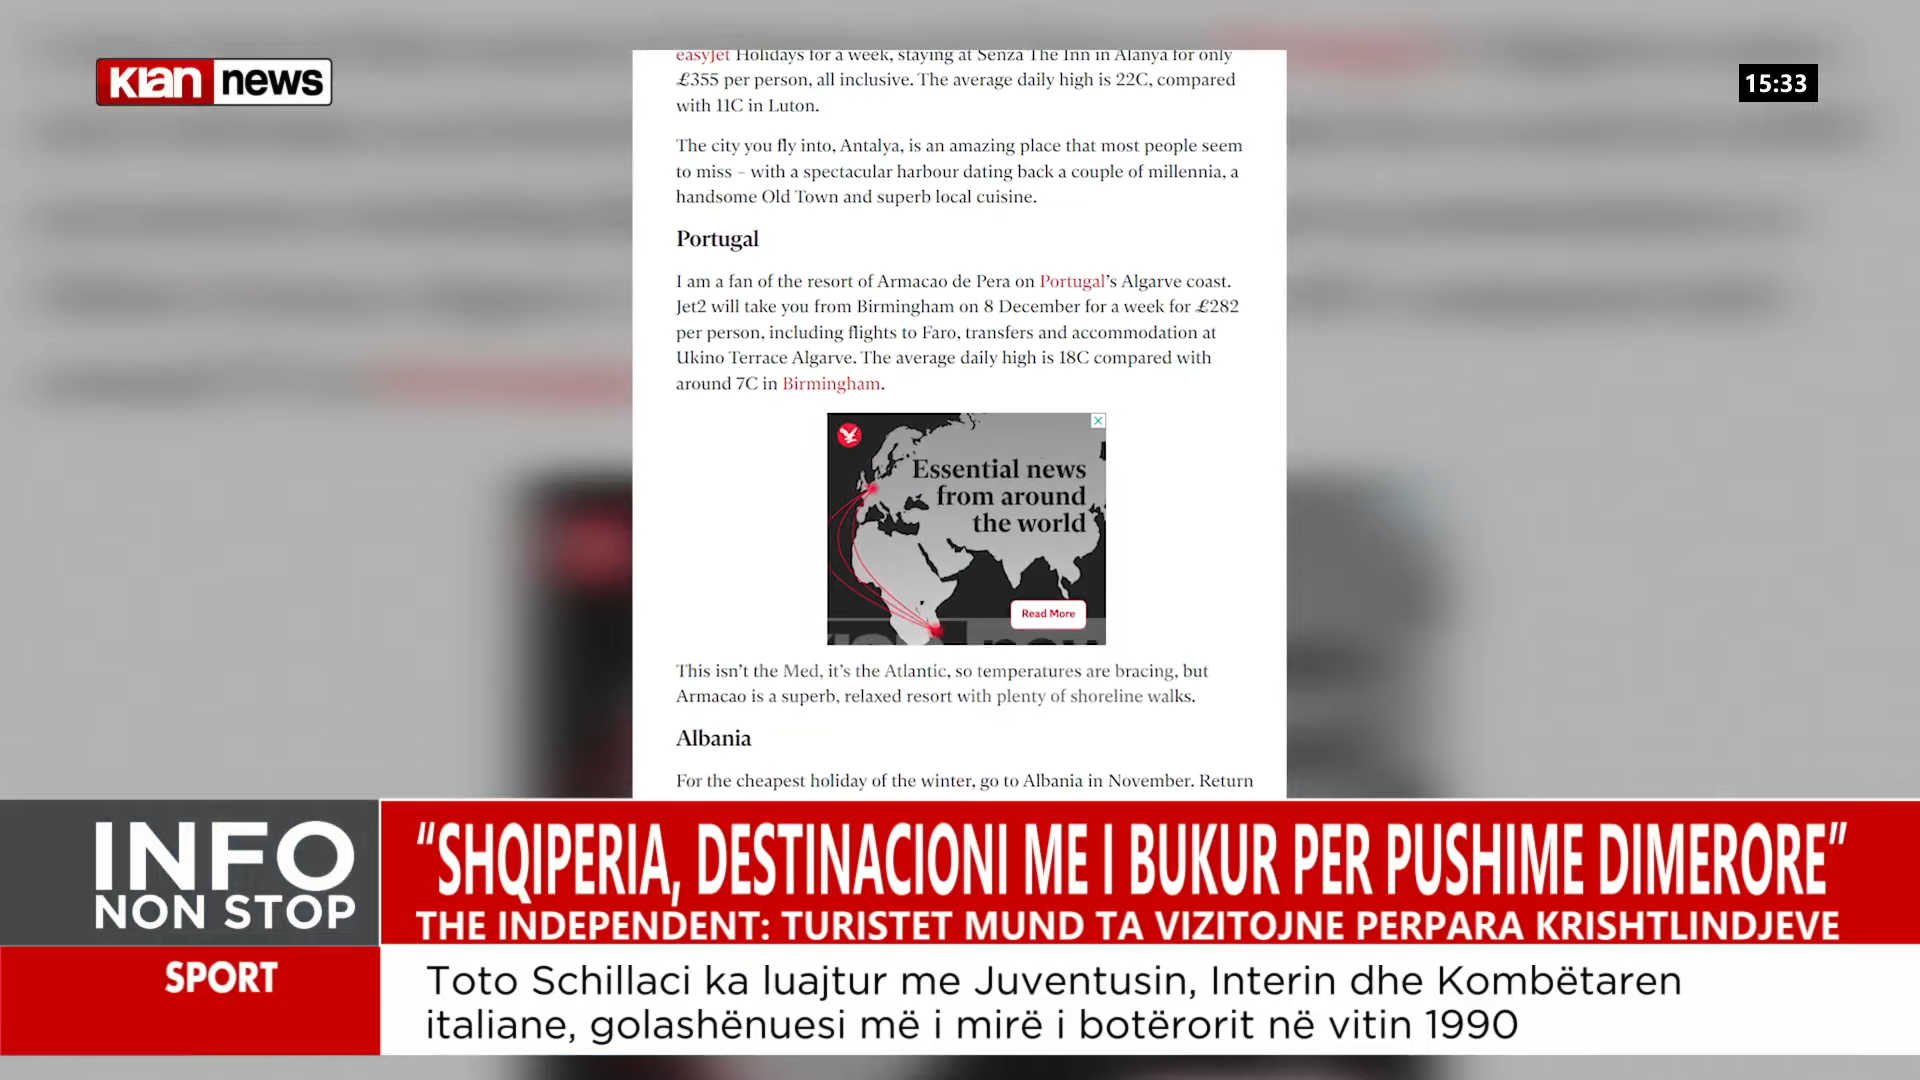 Klan news
15:33
easyJet Holidays for a week, staying at Senza The Inn in Alanya for only
£355 per person, all inclusive. The average daily high is 22C, compared
with 11C in Luton.
The city you fly into, Antalya, is an amazing place that most people seem
to miss – with a spectacular harbour dating back a couple of millennia, a
handsome Old Town and superb local cuisine.
Portugal
I am a fan of the resort of Armacao de Pera on Portugal's Algarve coast.
Jet2 will take you from Birmingham on 8 December for a week for £282
per person, including flights to Faro, transfers and accommodation at
Ukino Terrace Algarve. The average daily high is 18C compared with
around 7C in Birmingham.
Essential news
from around
the world
Read More
This isn't the Med, it's the Atlantic, so temperatures are bracing, but
Armacao is a superb, relaxed resort with plenty of shoreline walks.
Albania
For the cheapest holiday of the winter, go to Albania in November. Return
INFO
NON STOP
“SHQIPERIA, DESTINACIONI ME I BUKUR PER PUSHIME DIMERORE”
THE INDEPENDENT: TURISTET MUND TA VIZITOJNE PERPARA KRISHTLINDJEVE
SPORT
Toto Schillaci ka luajtur me Juventusin, Interin dhe Kombëtaren
italiane, golashënuesi më i mirë i botërorit në vitin 1990